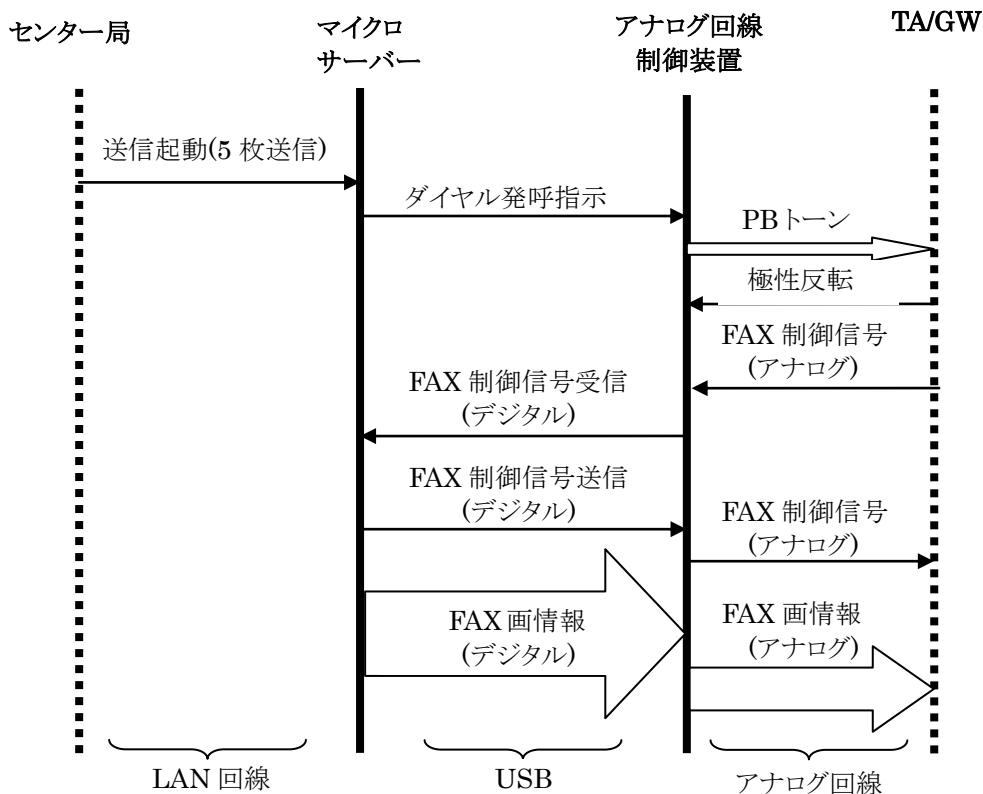 センター局
マイクロ
サーバー
アナログ回線
制御装置
TA/GW
送信起動(5 枚送信)
ダイヤル発呼指示
PBトーン
極性反転
FAX 制御信号
(アナログ)
FAX 制御信号受信
(デジタル)
FAX 制御信号送信
(デジタル)
FAX 制御信号
(アナログ)
FAX 画情報
(デジタル)
FAX 画情報
(アナログ)
LAN 回線
USB
アナログ回線